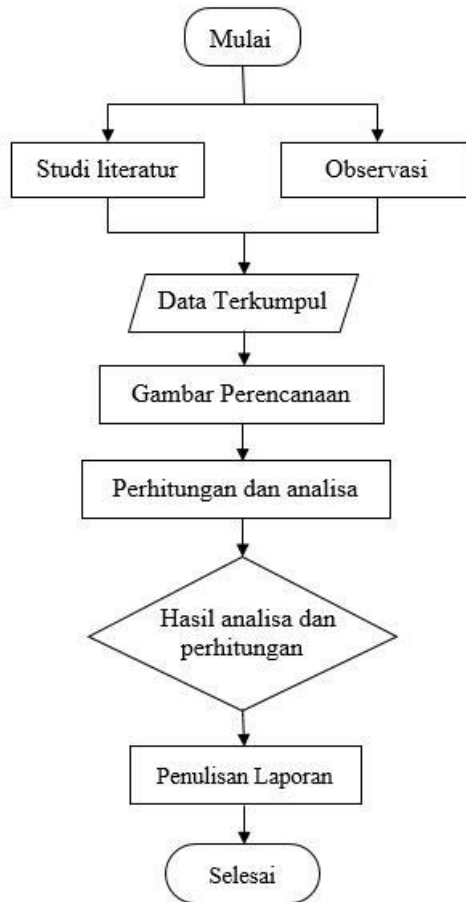 Mulai
Studi literatur
Observasi
Data Terkumpul
Gambar Perencanaan
Perhitungan dan analisa
Hasil analisa dan
perhitungan
Penulisan Laporan
Selesai